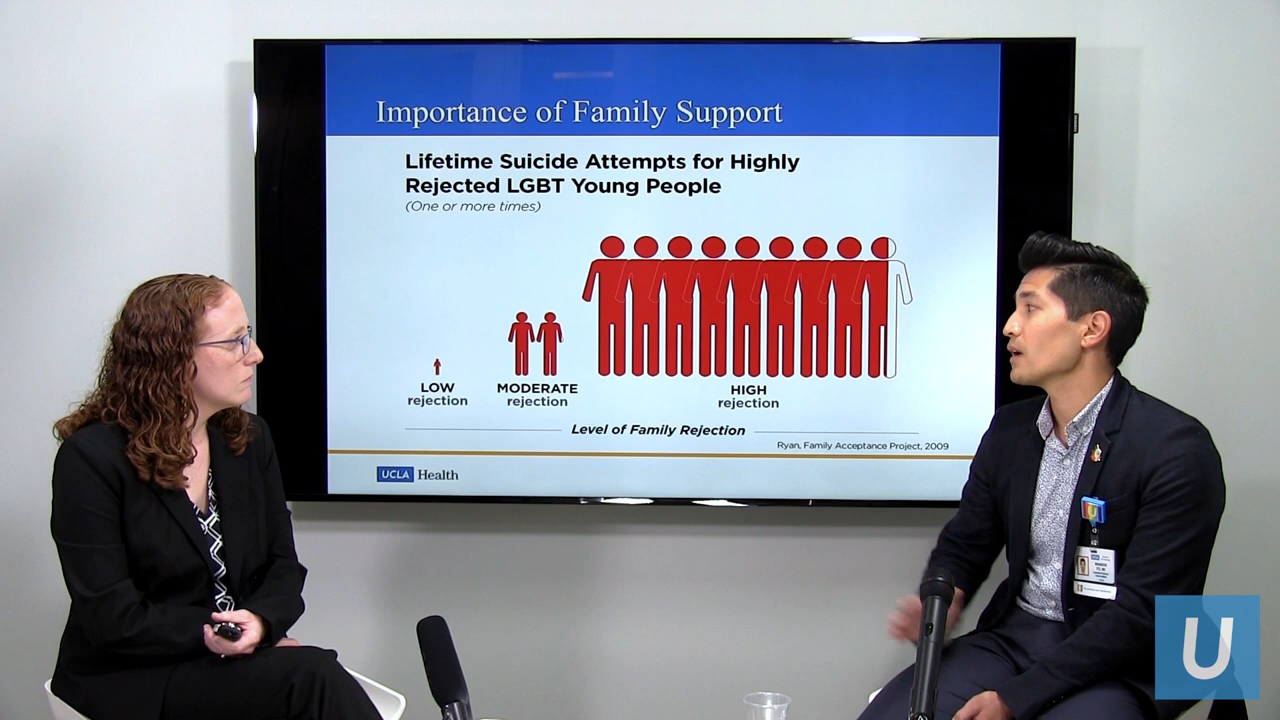 Importance of Family Support
Lifetime Suicide Attempts for Highly
Rejected LGBT Young People
(One or more times)
LOW
rejection
MODERATE
rejection
HIGH
rejection
Level of Family Rejection
Ryan, Family Acceptance Project, 2009
UCLA Health
U